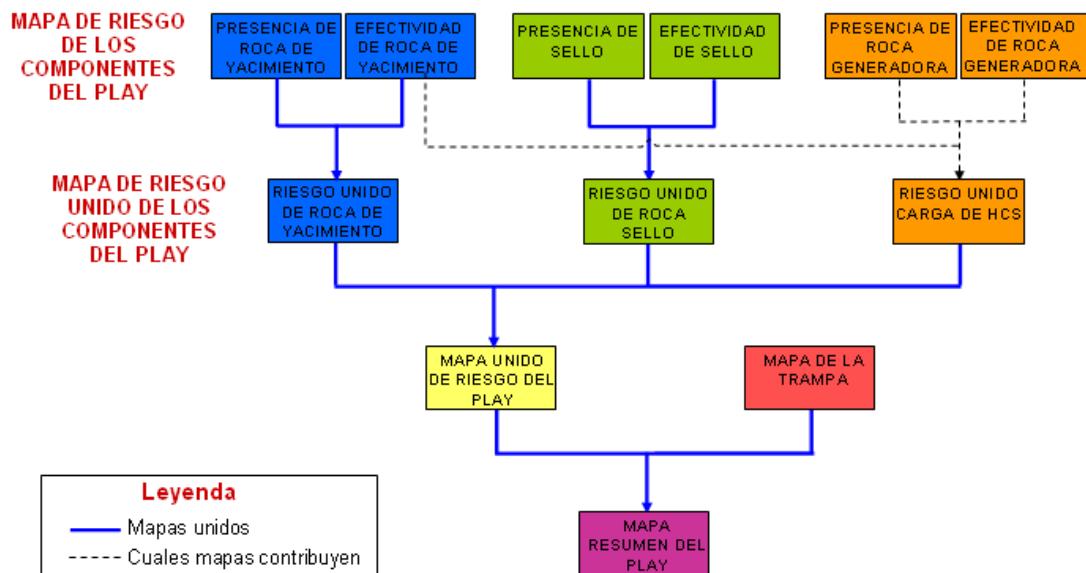 MAPA DE RIESGO
DE LOS
COMPONENTES
DEL PLAY
PRESENCIA DE
ROCA DE
YACIMIENTO
EFECTIVIDAD
DE ROCA DE
YACIMIENTO
PRESENCIA DE
SELLO
EFECTIVIDAD
DE SELLO
PRESENCIA
DE ROCA
GENERADORA
EFECTIVIDAD
DE ROCA
GENERADORA
MAPA DE RIESGO
UNIDO DE LOS
COMPONENTES
DEL PLAY
RIESGO UNIDO
DE ROCA DE
YACIMIENTO
RIESGO UNIDO
DE ROCA
SELLO
RIESGO UNIDO
CARGA DE HCS
MAPA UNIDO
DE RIESGO DEL
PLAY
MAPA DE LA
TRAMPA
MAPA
RESUMEN DEL
PLAY
Leyenda
Mapas unidos
Cuales mapas contribuyen